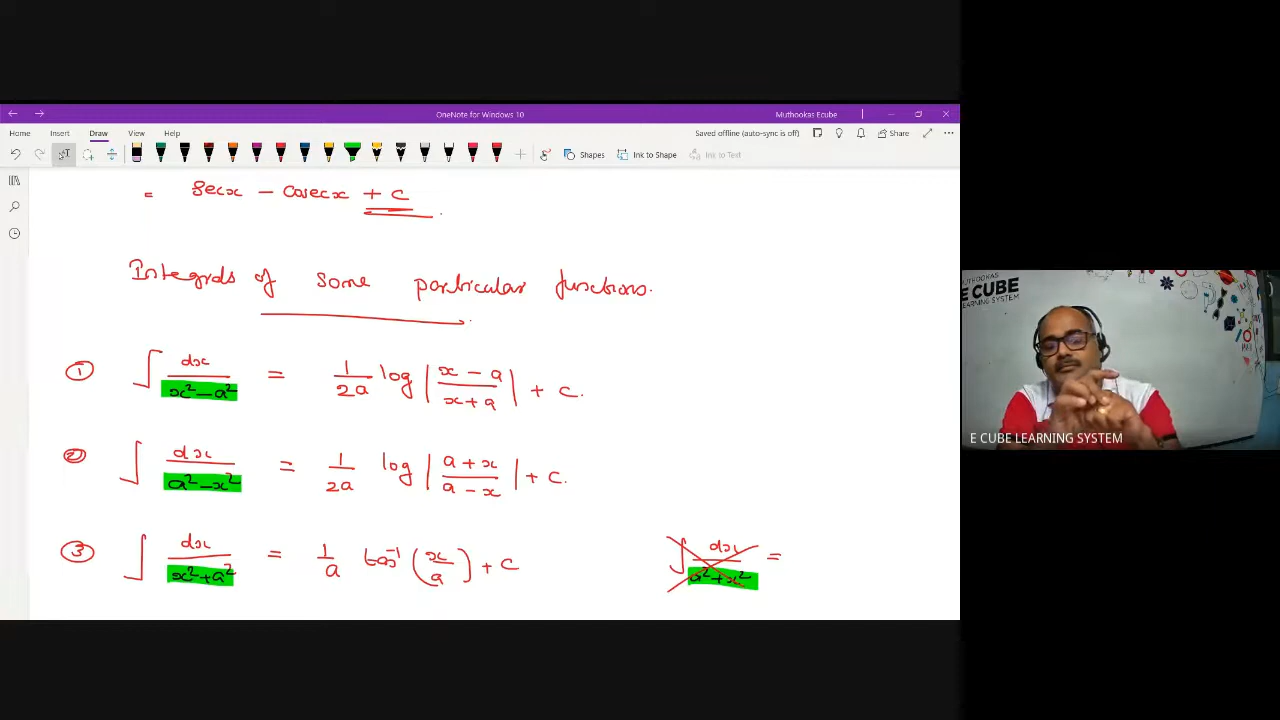 OneNote for Windows 10
Muthookas Ecube
Home Insert Draw View Help
Saved offline (auto-sync is off)
Share
Shapes
Ink to Shape
Ink to Text
= secx − cosecx + c
Integrals of some particular functions.
① ∫ dx/(x² − a²) = 1/2a log |(x − a)/(x + a)| + c.
② ∫ dx/(a² − x²) = 1/2a log |(a + x)/(a − x)| + c.
③ ∫ dx/(x² + a²) = 1/a tan⁻¹ (x/a) + c
∫ dx/(a² + x²) =
MUTHOOKAS
E CUBE
LEARNING SYSTEM
E CUBE LEARNING SYSTEM